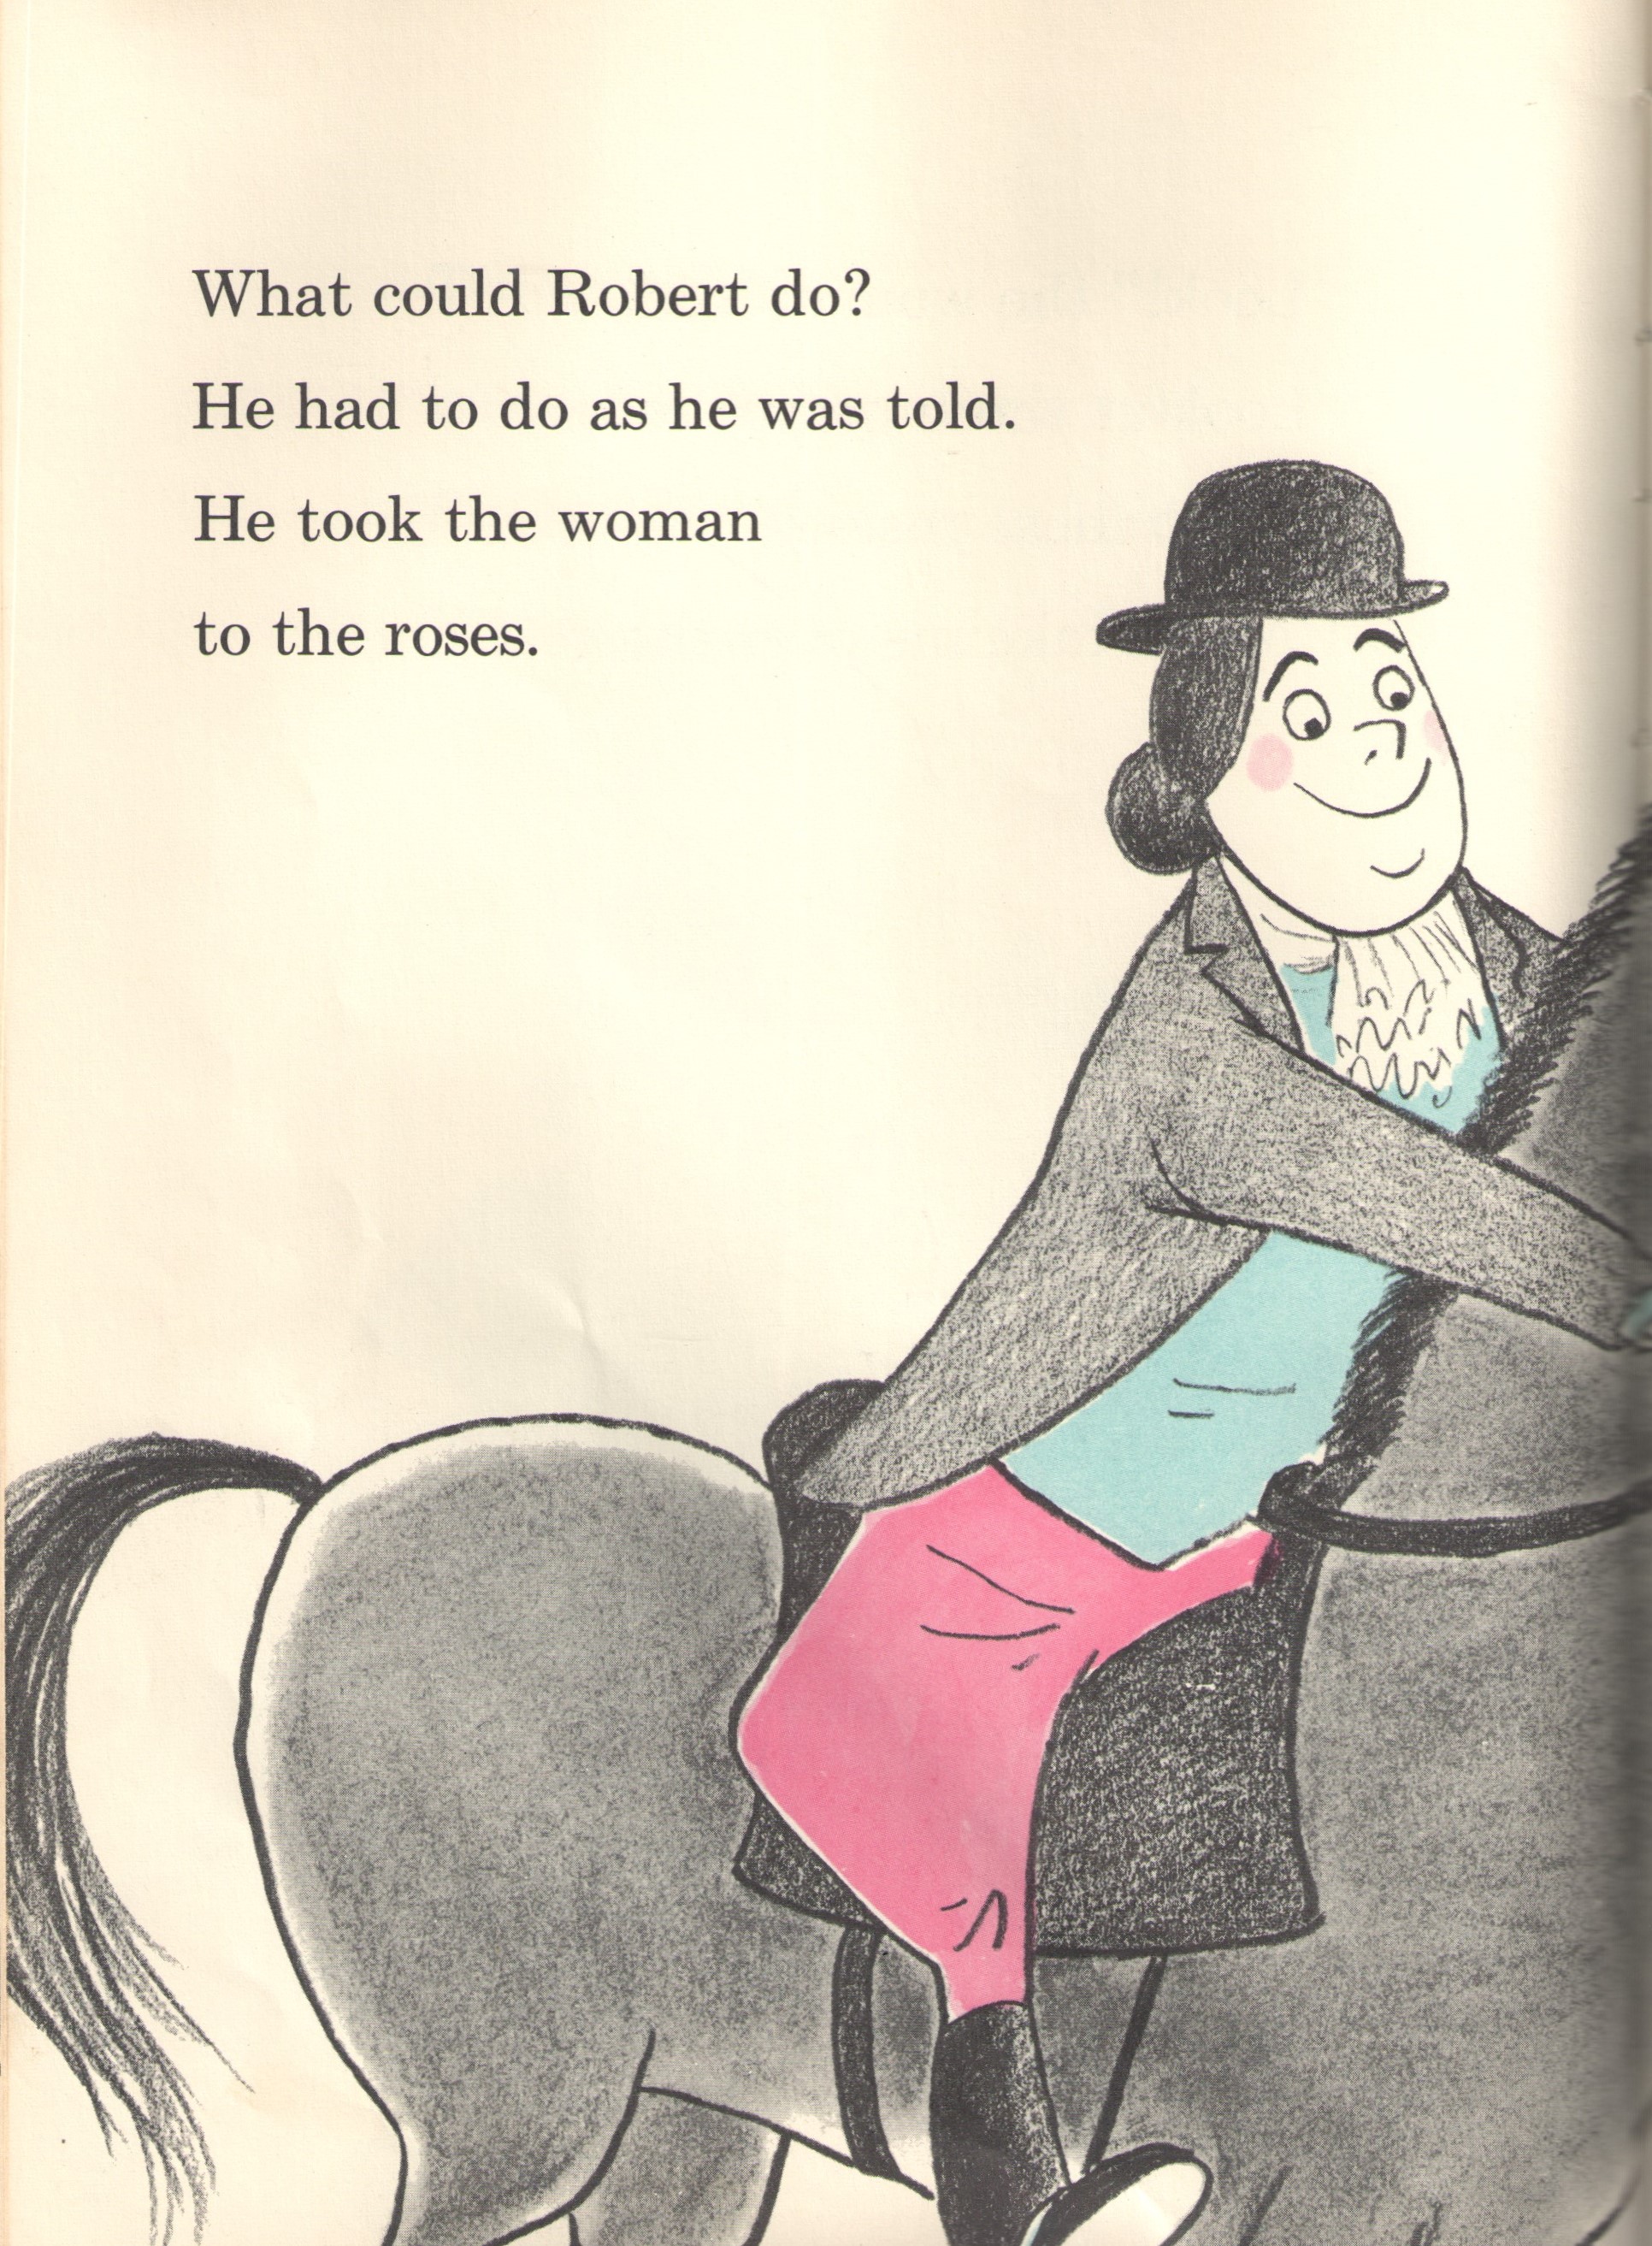 What could Robert do?
He had to do as he was told.
He took the woman
to the roses.